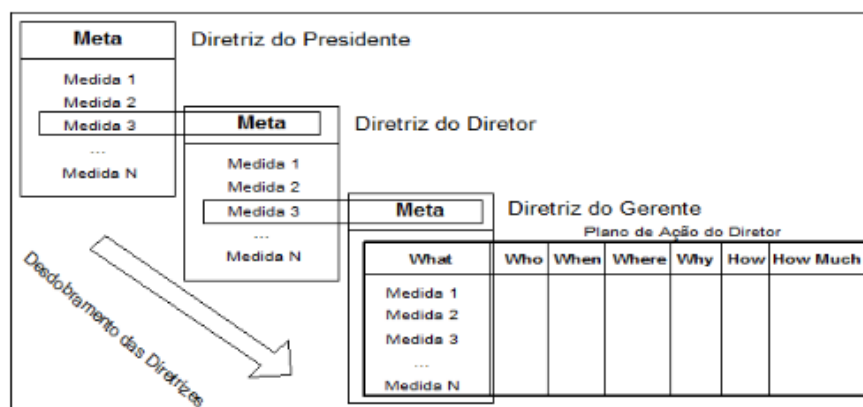 Meta
Diretriz do Presidente
Medida 1
Medida 2
Medida 3
...
Medida N
Meta
Diretriz do Diretor
Medida 1
Medida 2
Medida 3
...
Medida N
Meta
Diretriz do Gerente
Plano de Ação do Diretor
What Who When Where Why How How Much
Medida 1
Medida 2
Medida 3
...
Medida N
Desdobramento das Diretrizes